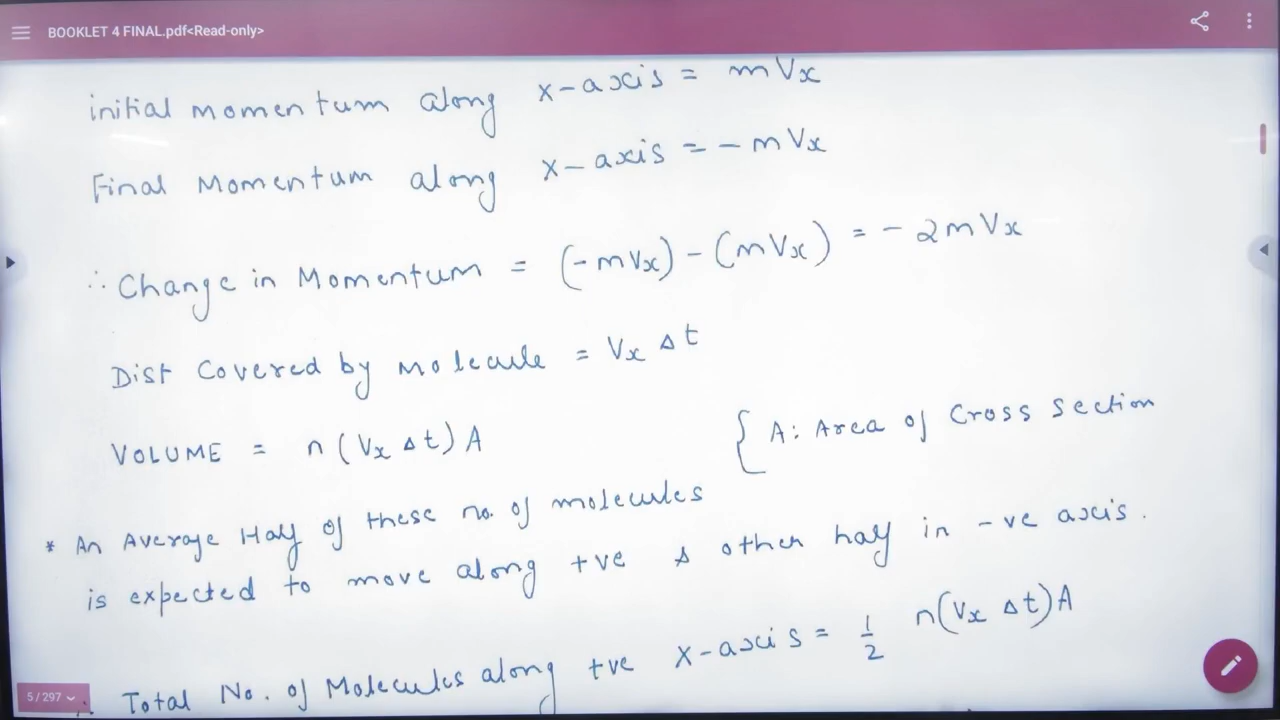 BOOKLET 4 FINAL.pdf<Read-only>
initial momentum along x-axis = mVx
Final Momentum along x-axis = -mVx
∴ Change in Momentum = (-mVx) - (mVx) = -2mVx
Dist Covered by molecule = Vx Δt
VOLUME = n(Vx Δt)A { A: Area of Cross section
* An Average Half of these no. of molecules
is expected to move along +ve & other half in -ve axis.
Total No. of Molecules along +ve x-axis = 1/2 n(Vx Δt)A
5 / 297